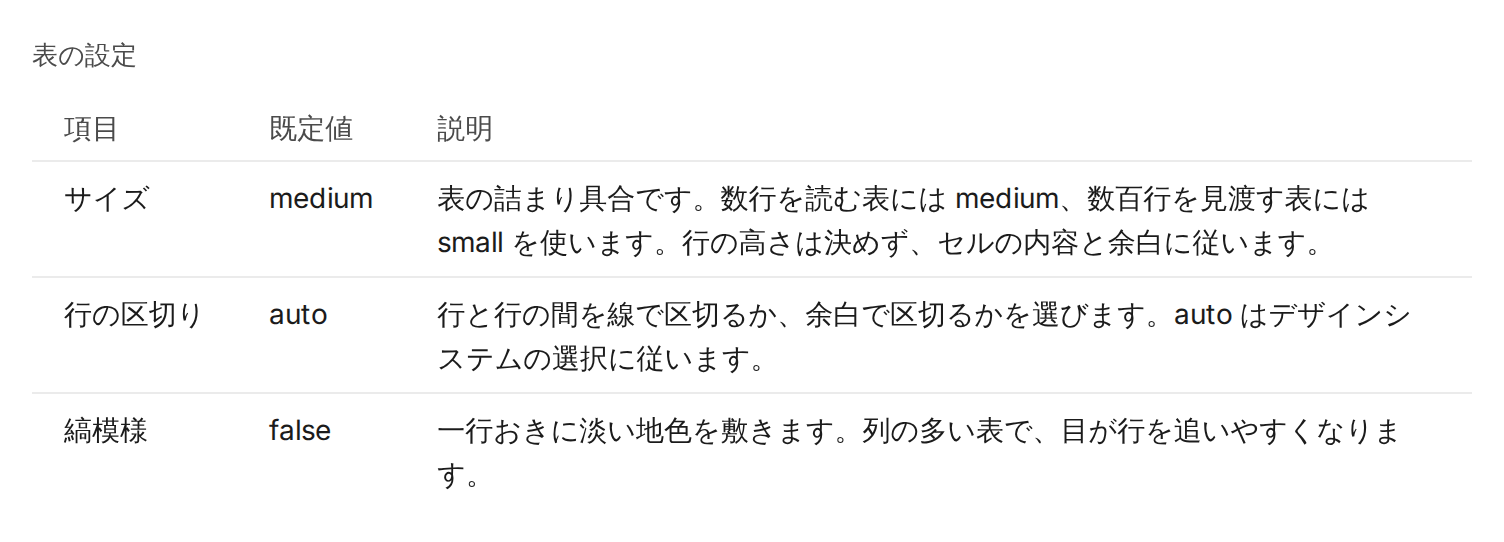 表の設定
項目 既定値 説明
サイズ medium 表の詰まり具合です。数行を読む表には medium、数百行を見渡す表には
small を使います。行の高さは決めず、セルの内容と余白に従います。
行の区切り auto 行と行の間を線で区切るか、余白で区切るかを選びます。auto はデザインシ
ステムの選択に従います。
縞模様 false 一行おきに淡い地色を敷きます。列の多い表で、目が行を追いやすくなりま
す。